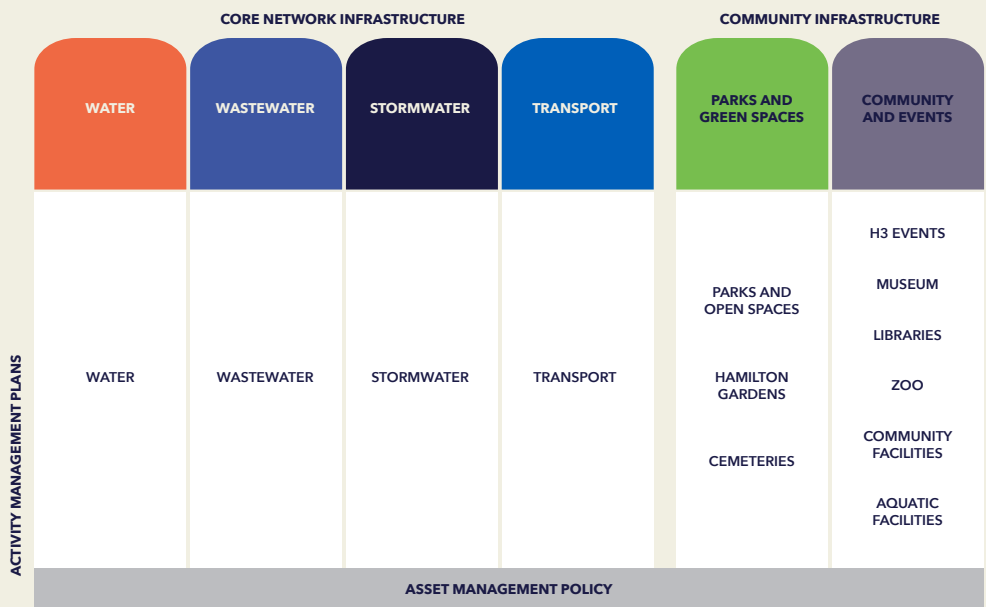 CORE NETWORK INFRASTRUCTURE
COMMUNITY INFRASTRUCTURE
WATER
WASTEWATER
STORMWATER
TRANSPORT
PARKS AND
GREEN SPACES
COMMUNITY
AND EVENTS
ACTIVITY MANAGEMENT PLANS
WATER
WASTEWATER
STORMWATER
TRANSPORT
PARKS AND
OPEN SPACES
HAMILTON
GARDENS
CEMETERIES
H3 EVENTS
MUSEUM
LIBRARIES
ZOO
COMMUNITY
FACILITIES
AQUATIC
FACILITIES
ASSET MANAGEMENT POLICY